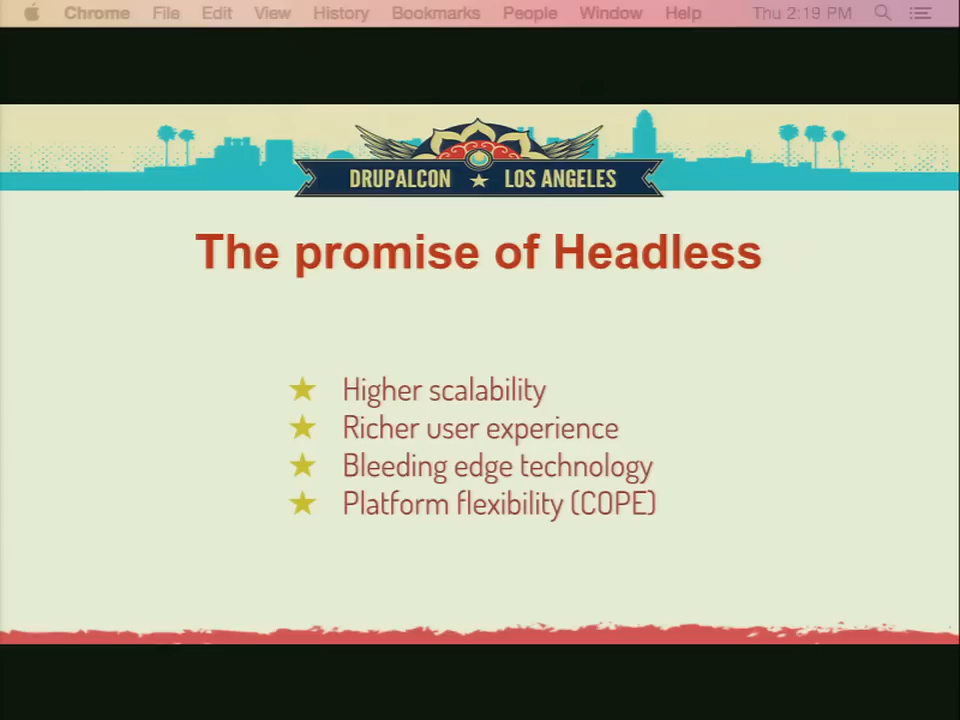 Chrome File Edit View History Bookmarks People Window Help Thu 2:19 PM
DRUPALCON ★ LOS ANGELES
The promise of Headless
★ Higher scalability
★ Richer user experience
★ Bleeding edge technology
★ Platform flexibility (COPE)